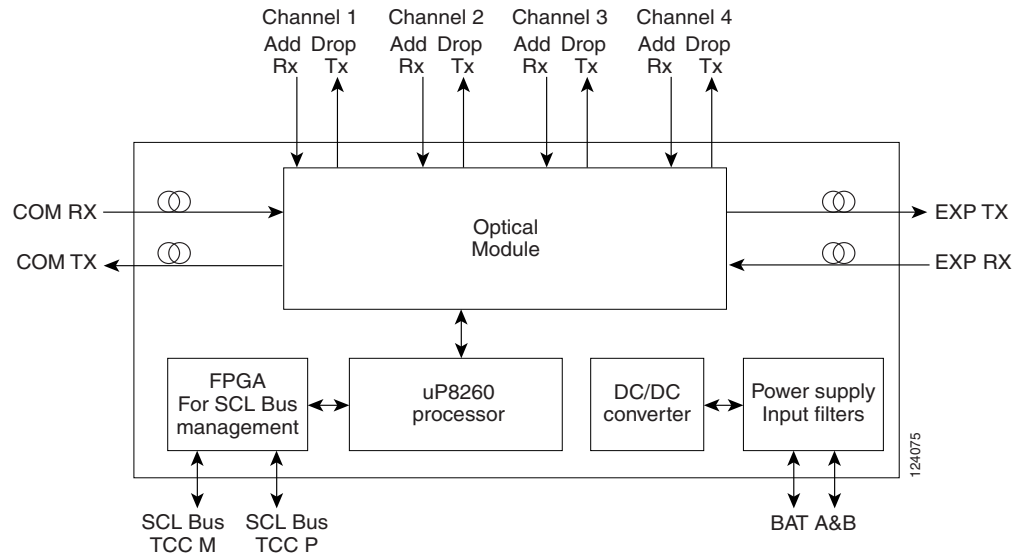 Channel 1 Channel 2 Channel 3 Channel 4
Add Drop Add Drop Add Drop Add Drop
Rx Tx Rx Tx Rx Tx Rx Tx
COM RX
COM TX
Optical
Module
EXP TX
EXP RX
FPGA
For SCL Bus
management
uP8260
processor
DC/DC
converter
Power supply
Input filters
124075
SCL Bus
TCC M
SCL Bus
TCC P
BAT A&B